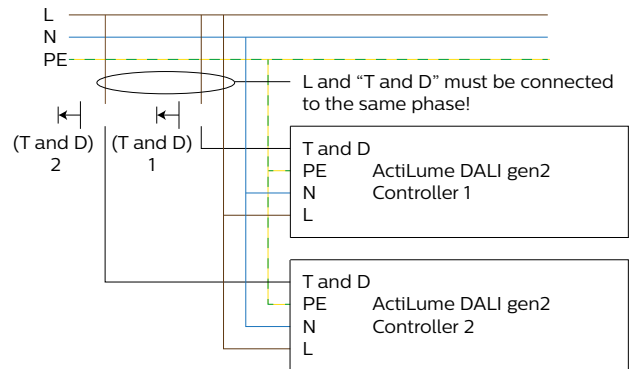 L
N
PE
L and “T and D” must be connected
to the same phase!
(T and D)
2
(T and D)
1
T and D
PE ActiLume DALI gen2
N Controller 1
L
T and D
PE ActiLume DALI gen2
N Controller 2
L